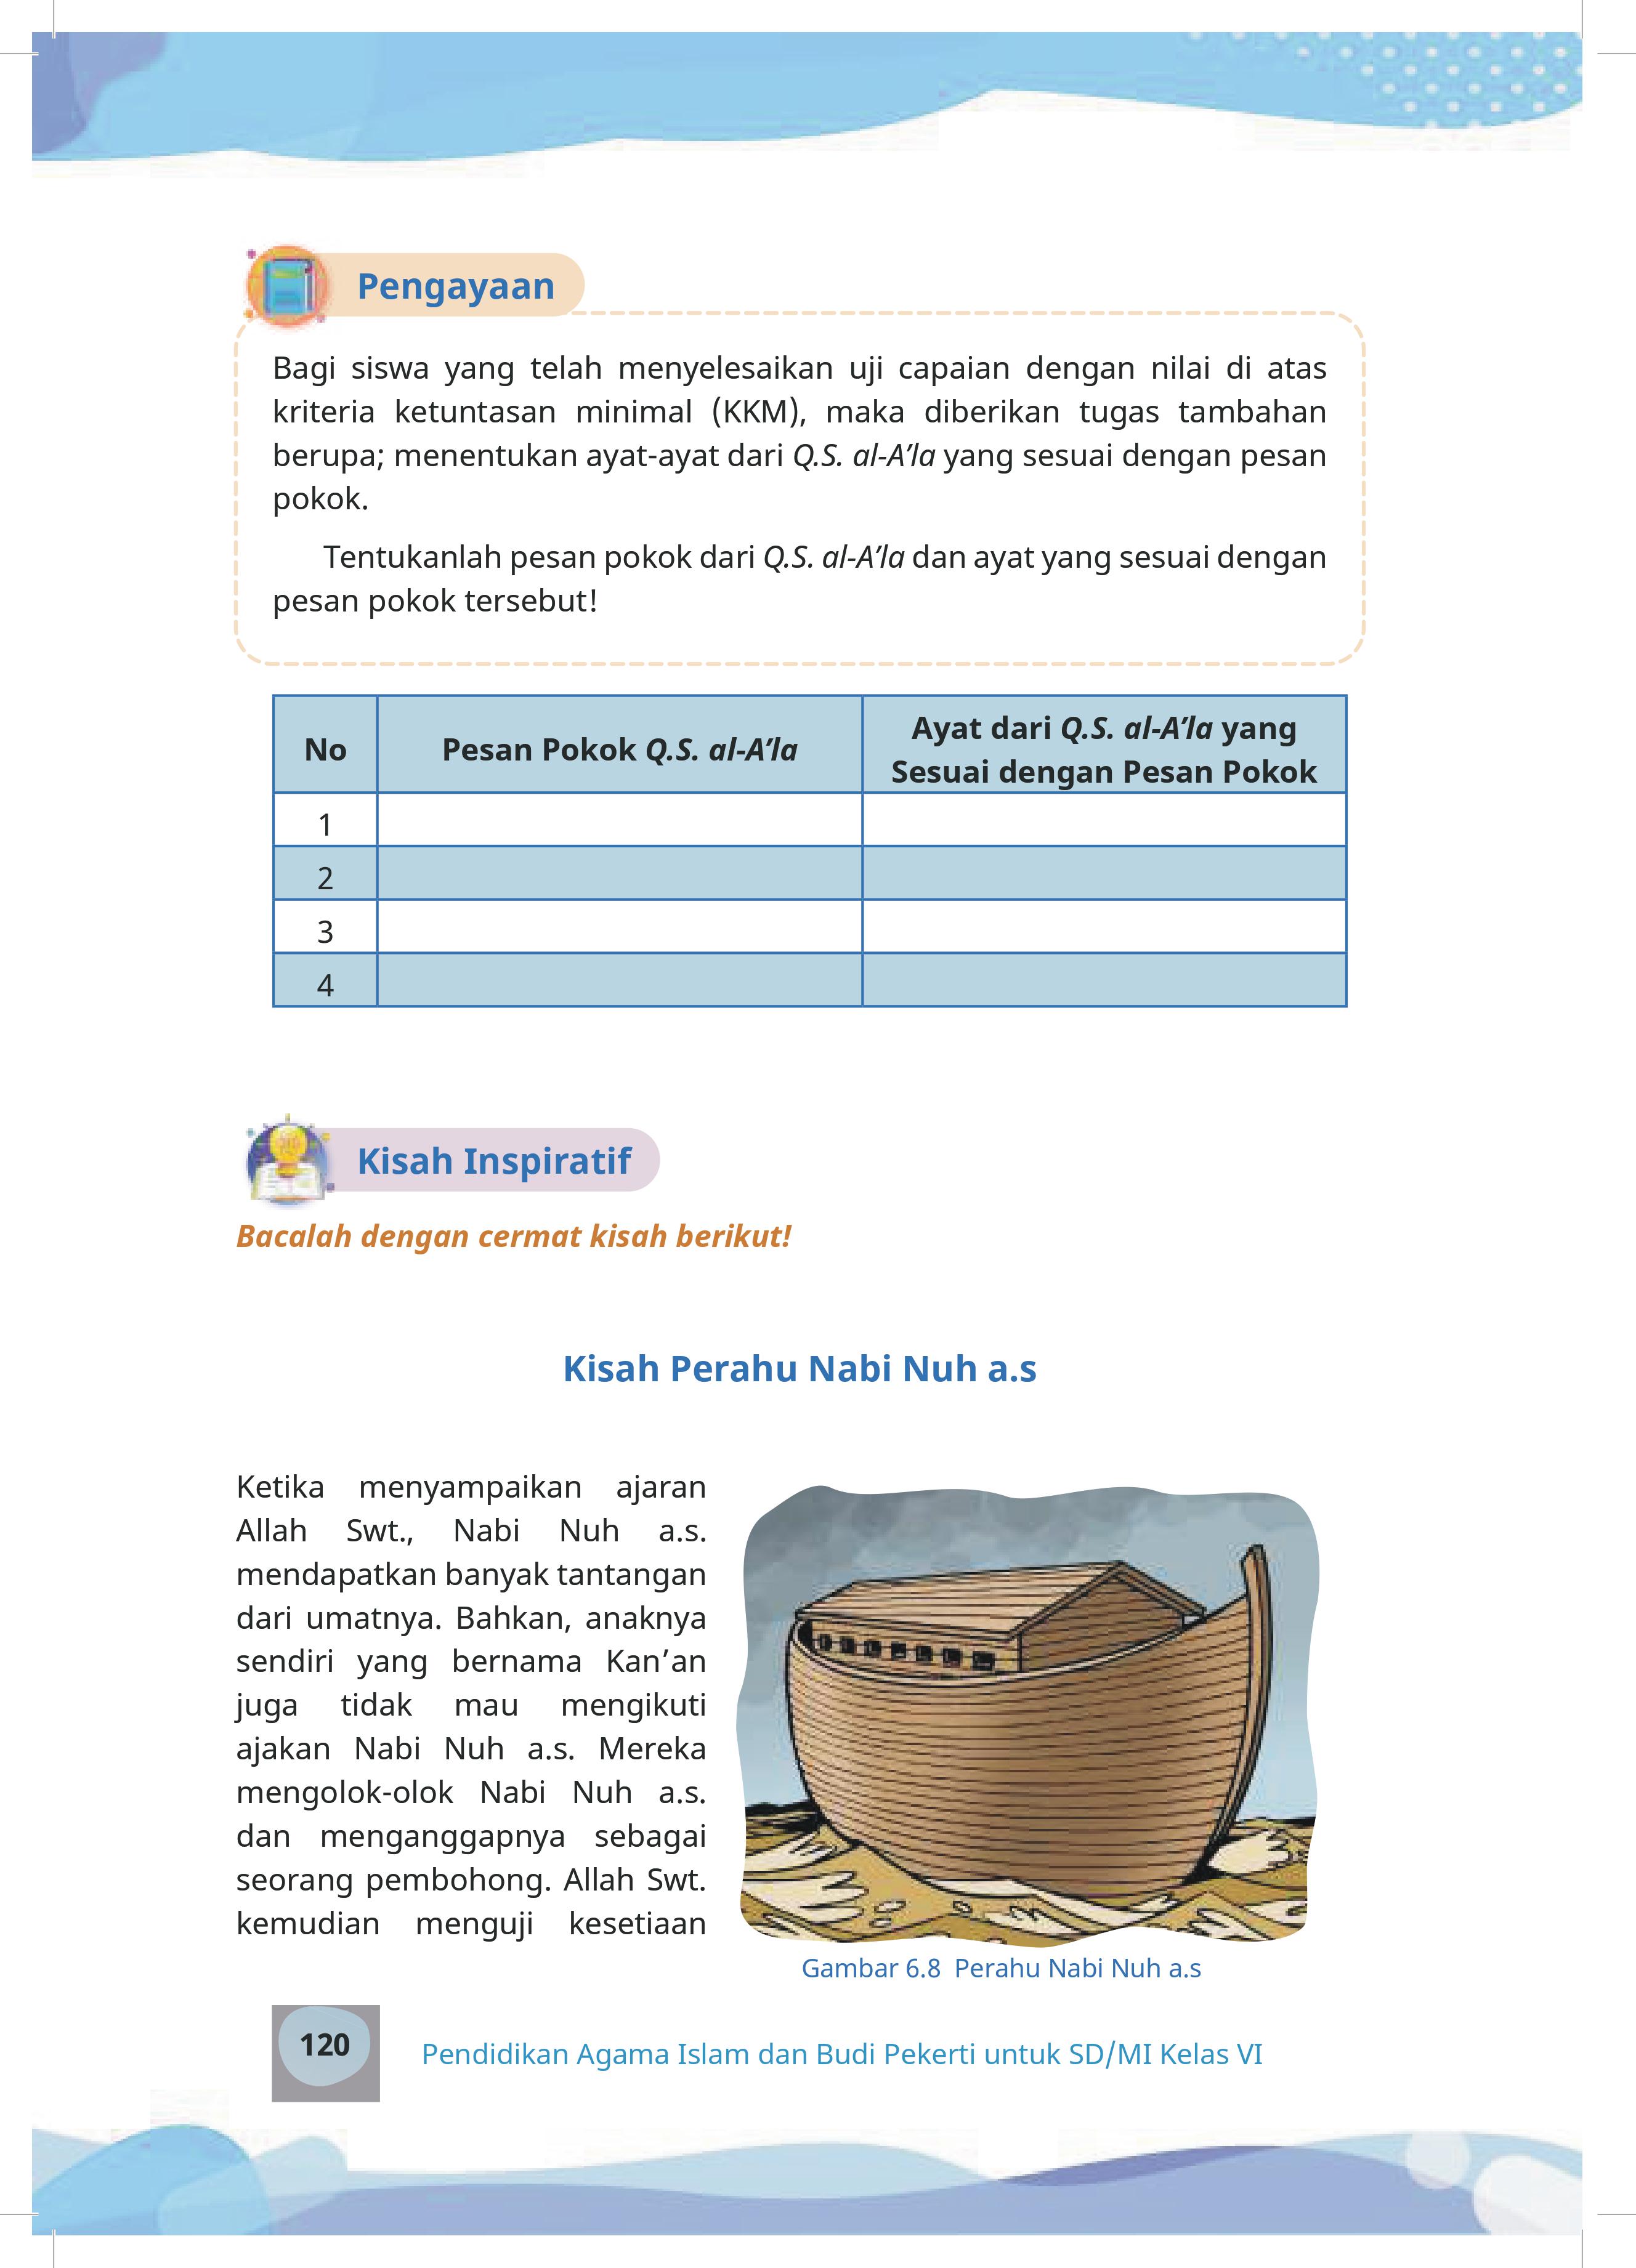 Pengayaan
Bagi siswa yang telah menyelesaikan uji capaian dengan nilai di atas
kriteria ketuntasan minimal (KKM), maka diberikan tugas tambahan
berupa; menentukan ayat-ayat dari Q.S. al-A’la yang sesuai dengan pesan
pokok.
Tentukanlah pesan pokok dari Q.S. al-A’la dan ayat yang sesuai dengan
pesan pokok tersebut!
No
Pesan Pokok Q.S. al-A’la
Ayat dari Q.S. al-A’la yang
Sesuai dengan Pesan Pokok
1
2
3
4
Kisah Inspiratif
Bacalah dengan cermat kisah berikut!
Kisah Perahu Nabi Nuh a.s
Ketika menyampaikan ajaran
Allah Swt., Nabi Nuh a.s.
mendapatkan banyak tantangan
dari umatnya. Bahkan, anaknya
sendiri yang bernama Kan’an
juga tidak mau mengikuti
ajakan Nabi Nuh a.s. Mereka
mengolok-olok Nabi Nuh a.s.
dan menganggapnya sebagai
seorang pembohong. Allah Swt.
kemudian menguji kesetiaan
Gambar 6.8 Perahu Nabi Nuh a.s
120
Pendidikan Agama Islam dan Budi Pekerti untuk SD/MI Kelas VI